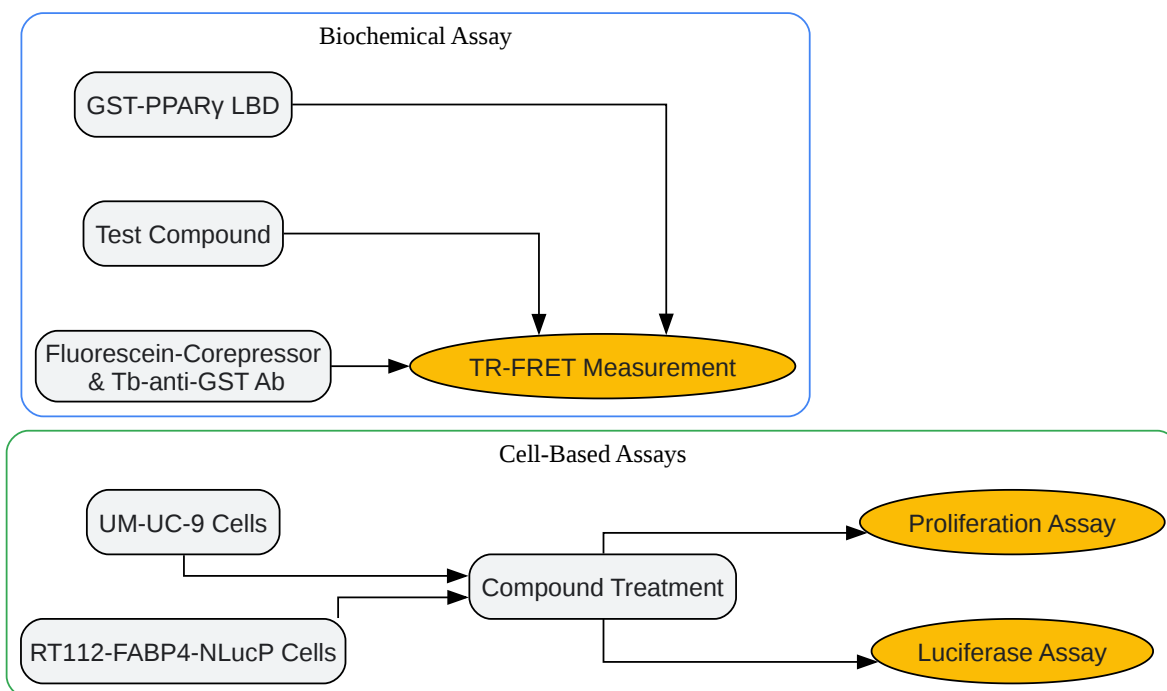 Biochemical Assay
GST-PPARγ LBD
Test Compound
Fluorescein-Corepressor
& Tb-anti-GST Ab
TR-FRET Measurement
Cell-Based Assays
UM-UC-9 Cells
Proliferation Assay
Compound Treatment
RT112-FABP4-NLucP Cells
Luciferase Assay